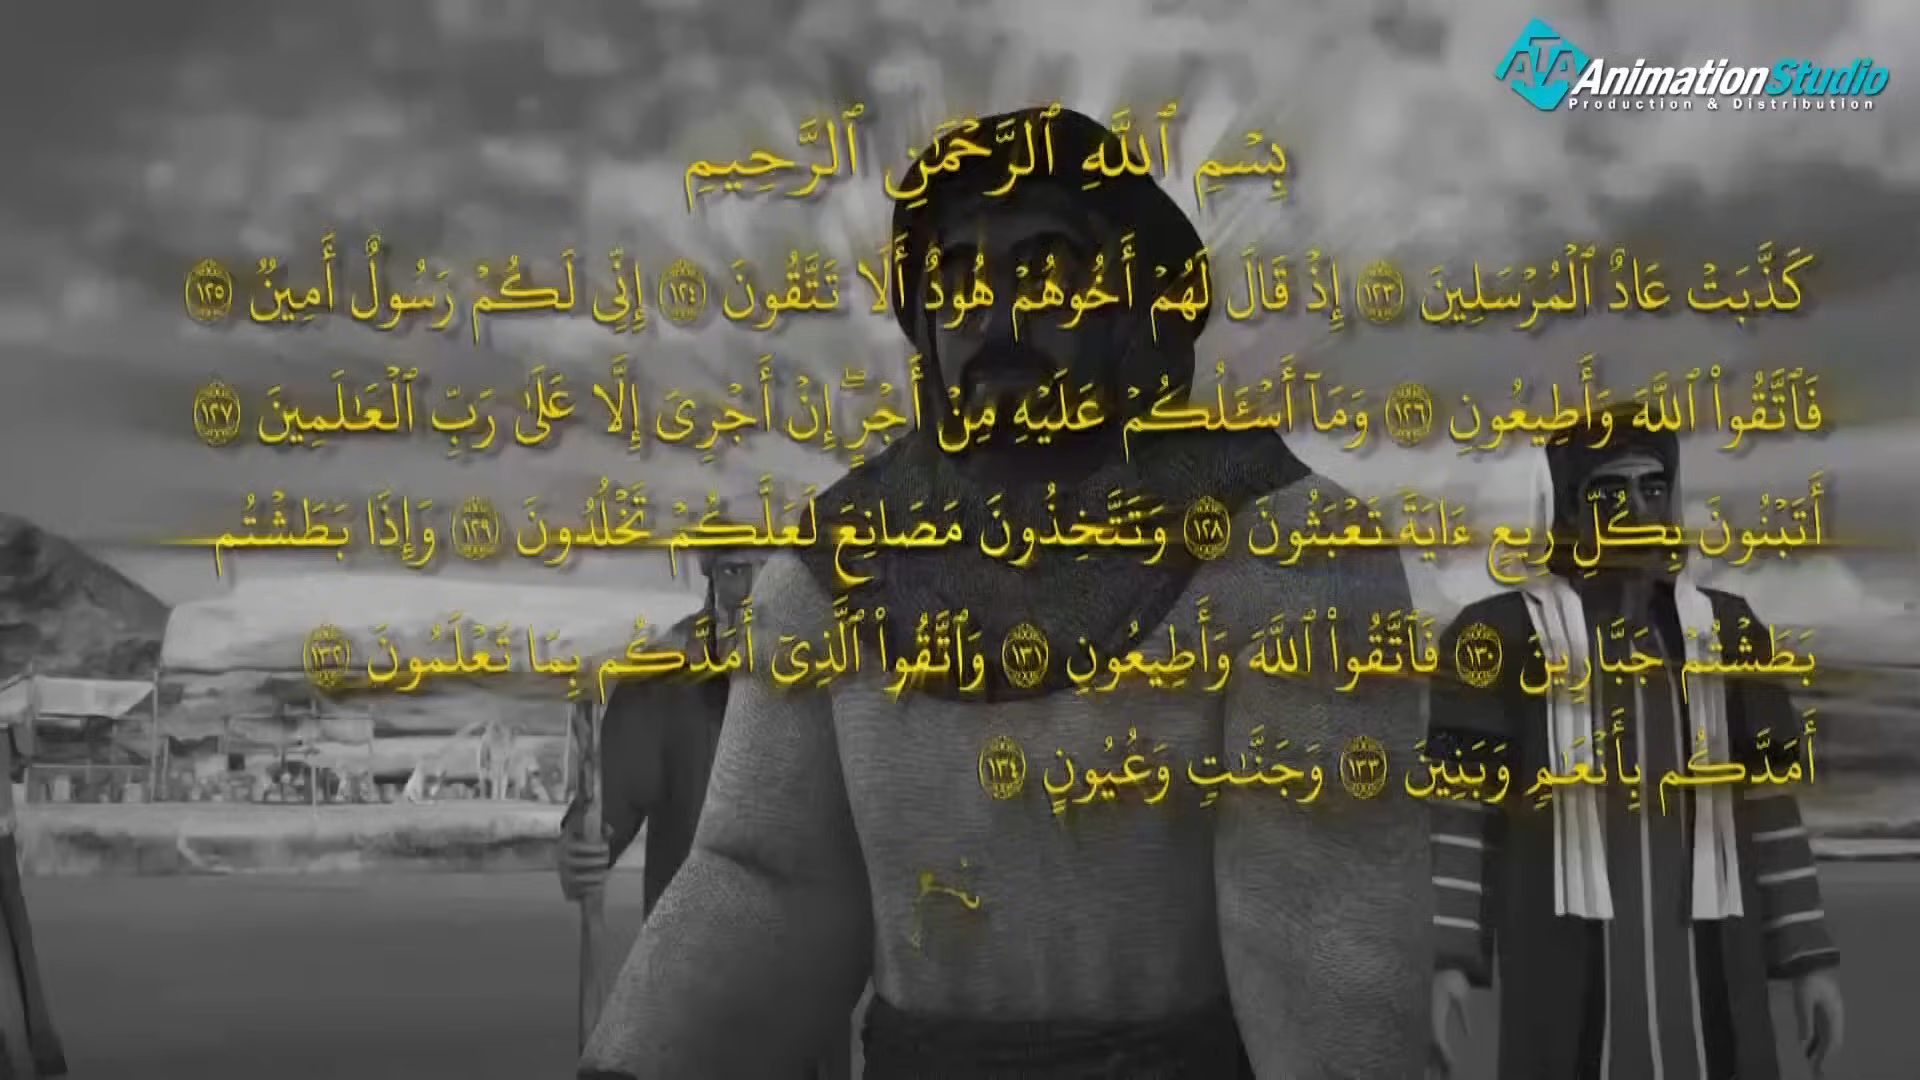 ATA AnimationStudio
Production & Distribution
بِسْمِ ٱللَّهِ ٱلرَّحْمَٰنِ ٱلرَّحِيمِ
كَذَّبَتْ عَادٌ ٱلْمُرْسَلِينَ ١٢٣ إِذْ قَالَ لَهُمْ أَخُوهُمْ هُودٌ أَلَا تَتَّقُونَ ١٢٤ إِنِّى لَكُمْ رَسُولٌ أَمِينٌ ١٢٥
فَٱتَّقُوا۟ ٱللَّهَ وَأَطِيعُونِ ١٢٦ وَمَآ أَسْـَٔلُكُمْ عَلَيْهِ مِنْ أَجْرٍ ۖ إِنْ أَجْرِىَ إِلَّا عَلَىٰ رَبِّ ٱلْعَٰلَمِينَ ١٢٧
أَتَبْنُونَ بِكُلِّ رِيعٍ ءَايَةً تَعْبَثُونَ ١٢٨ وَتَتَّخِذُونَ مَصَانِعَ لَعَلَّكُمْ تَخْلُدُونَ ١٢٩ وَإِذَا بَطَشْتُم
بَطَشْتُمْ جَبَّارِينَ ١٣٠ فَٱتَّقُوا۟ ٱللَّهَ وَأَطِيعُونِ ١٣١ وَٱتَّقُوا۟ ٱلَّذِىٓ أَمَدَّكُم بِمَا تَعْلَمُونَ ١٣٢
أَمَدَّكُم بِأَنْعَٰمٍ وَبَنِينَ ١٣٣ وَجَنَّٰتٍ وَعُيُونٍ ١٣٤